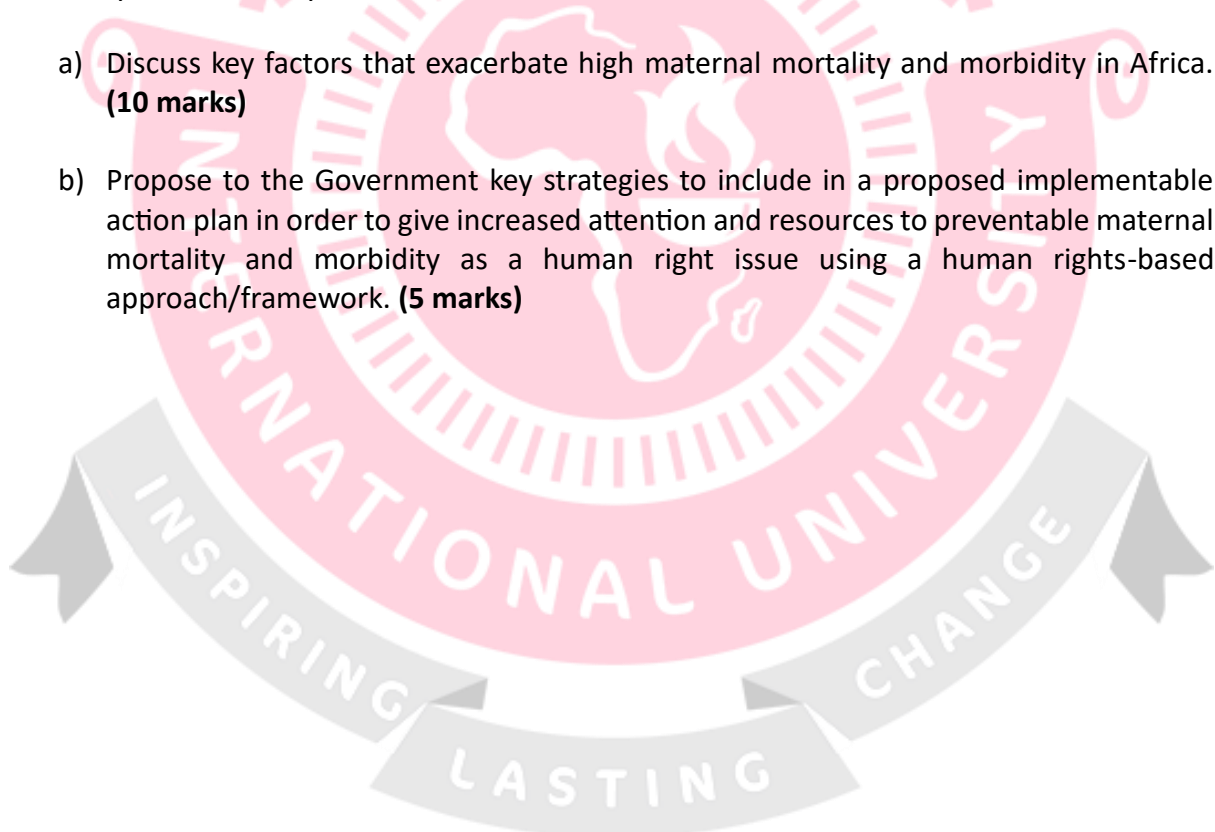 a) Discuss key factors that exacerbate high maternal mortality and morbidity in Africa.
(10 marks)
b) Propose to the Government key strategies to include in a proposed implementable
action plan in order to give increased attention and resources to preventable maternal
mortality and morbidity as a human right issue using a human rights-based
approach/framework. (5 marks)
INTERNATIONAL UNIVERSITY
INSPIRING LASTING CHANGE